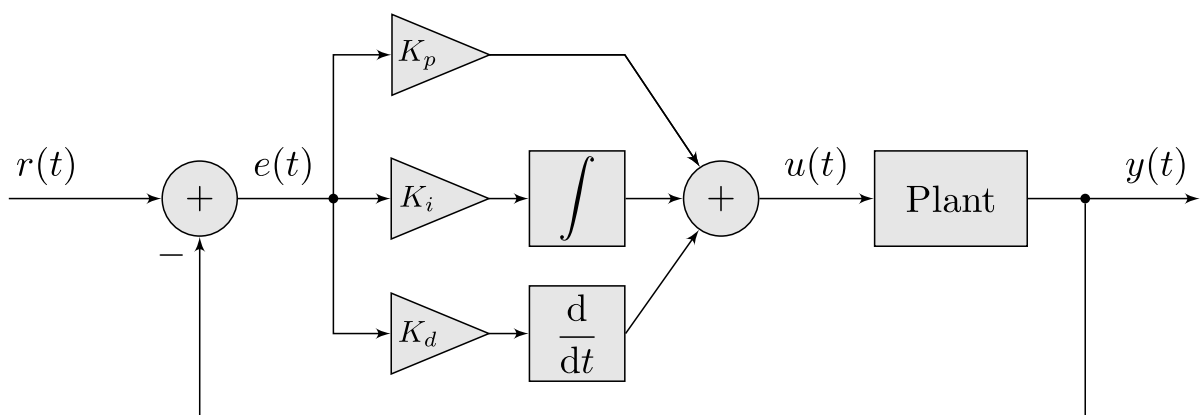 K_p
r(t) + e(t) K_i ∫ + u(t) Plant y(t)
−
K_d d/dt